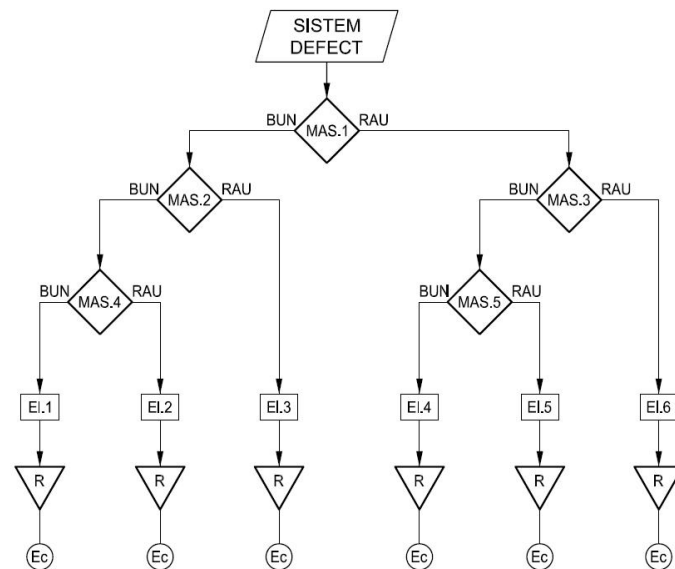 SISTEM
DEFECT
BUN MAS.1 RAU
BUN MAS.2 RAU BUN MAS.3 RAU
BUN MAS.4 RAU BUN MAS.5 RAU
El.1 El.2 El.3 El.4 El.5 El.6
R R R R R R
Ec Ec Ec Ec Ec Ec